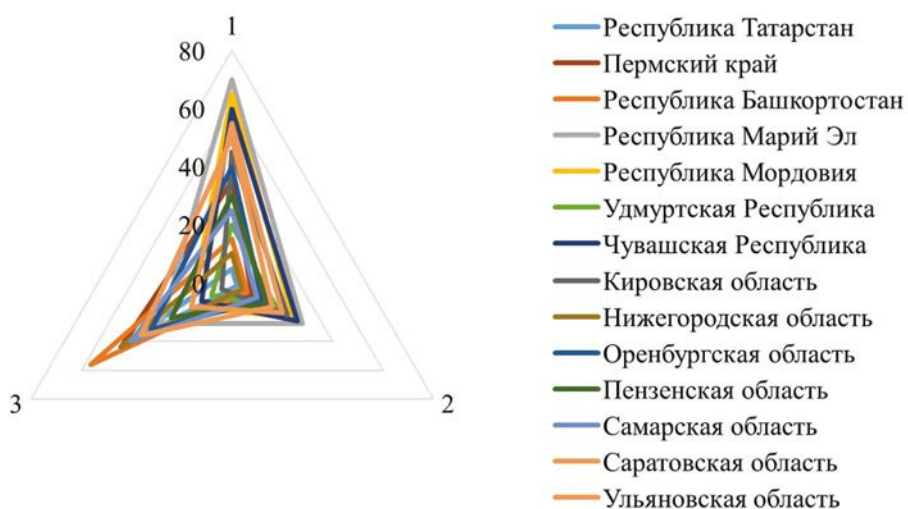 1
80
60
40
20
0
3
2
Республика Татарстан
Пермский край
Республика Башкортостан
Республика Марий Эл
Республика Мордовия
Удмуртская Республика
Чувашская Республика
Кировская область
Нижегородская область
Оренбургская область
Пензенская область
Самарская область
Саратовская область
Ульяновская область